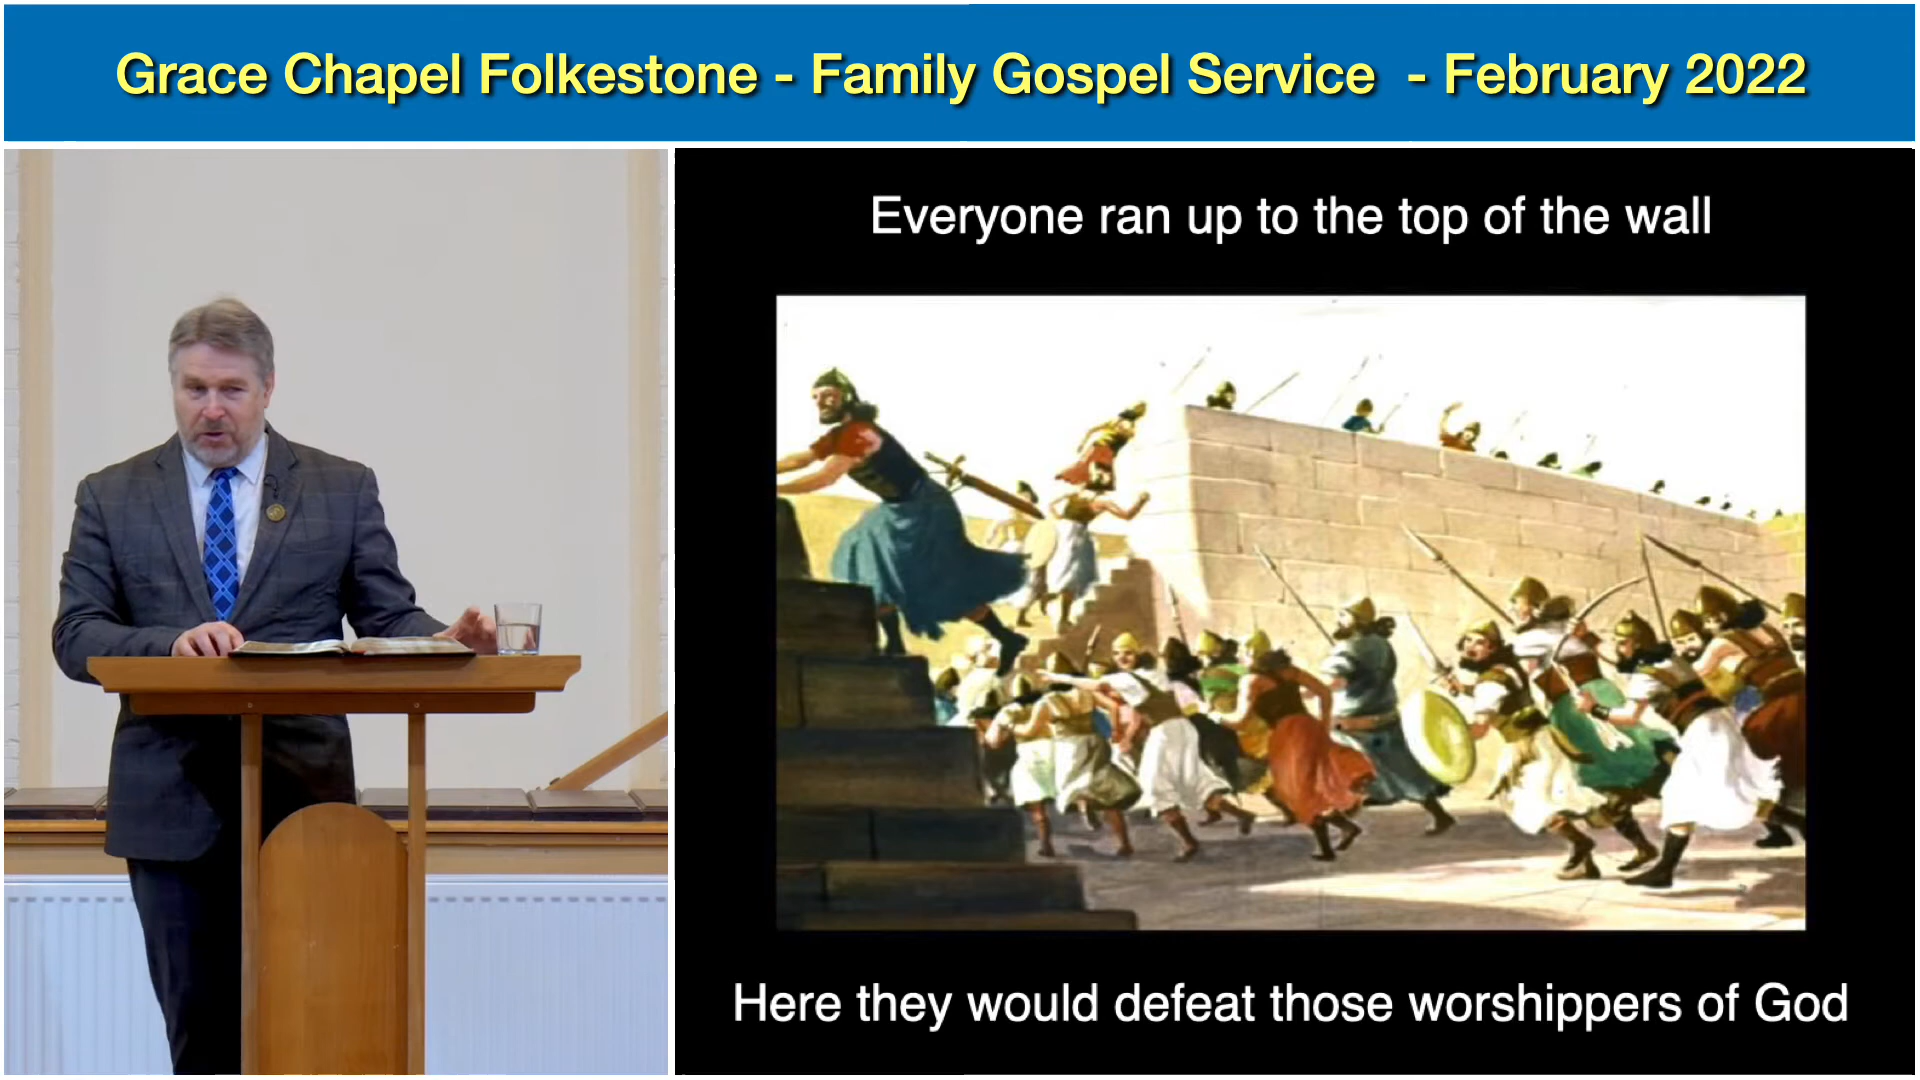 Grace Chapel Folkestone - Family Gospel Service - February 2022
Everyone ran up to the top of the wall
Here they would defeat those worshippers of God